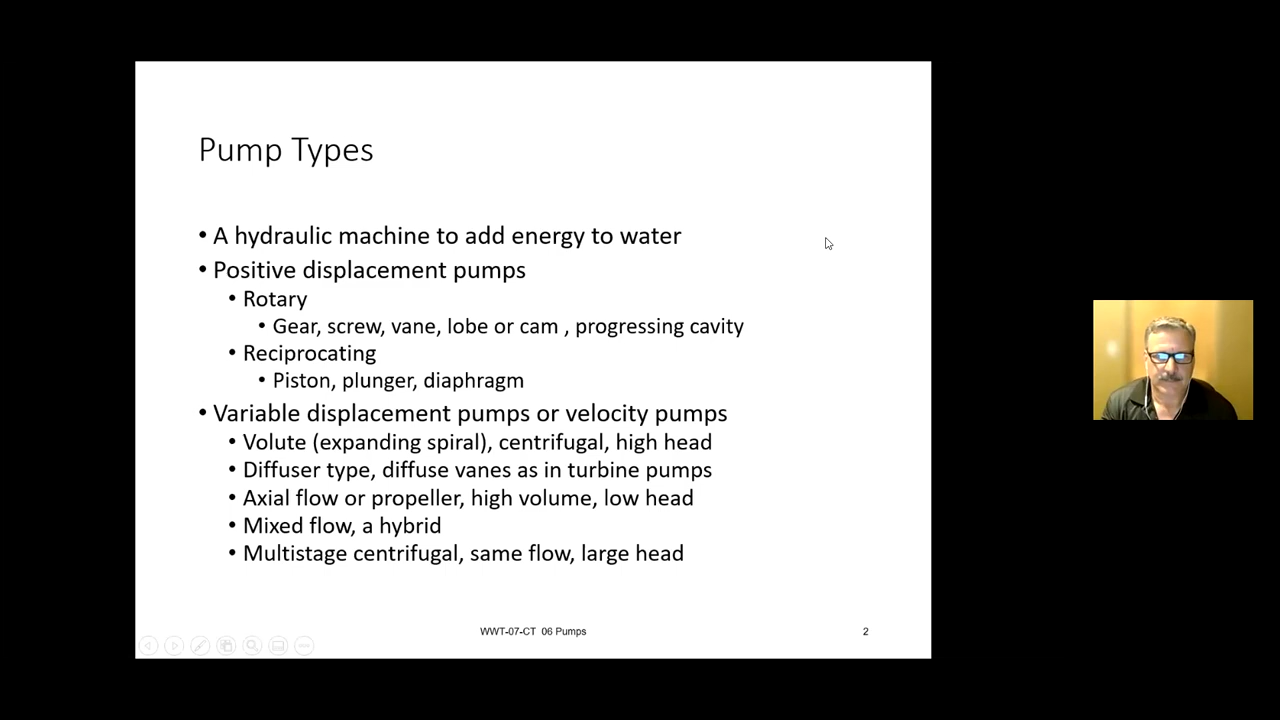 Pump Types
• A hydraulic machine to add energy to water
• Positive displacement pumps
• Rotary
• Gear, screw, vane, lobe or cam , progressing cavity
• Reciprocating
• Piston, plunger, diaphragm
• Variable displacement pumps or velocity pumps
• Volute (expanding spiral), centrifugal, high head
• Diffuser type, diffuse vanes as in turbine pumps
• Axial flow or propeller, high volume, low head
• Mixed flow, a hybrid
• Multistage centrifugal, same flow, large head
WWT-07-CT 06 Pumps
2